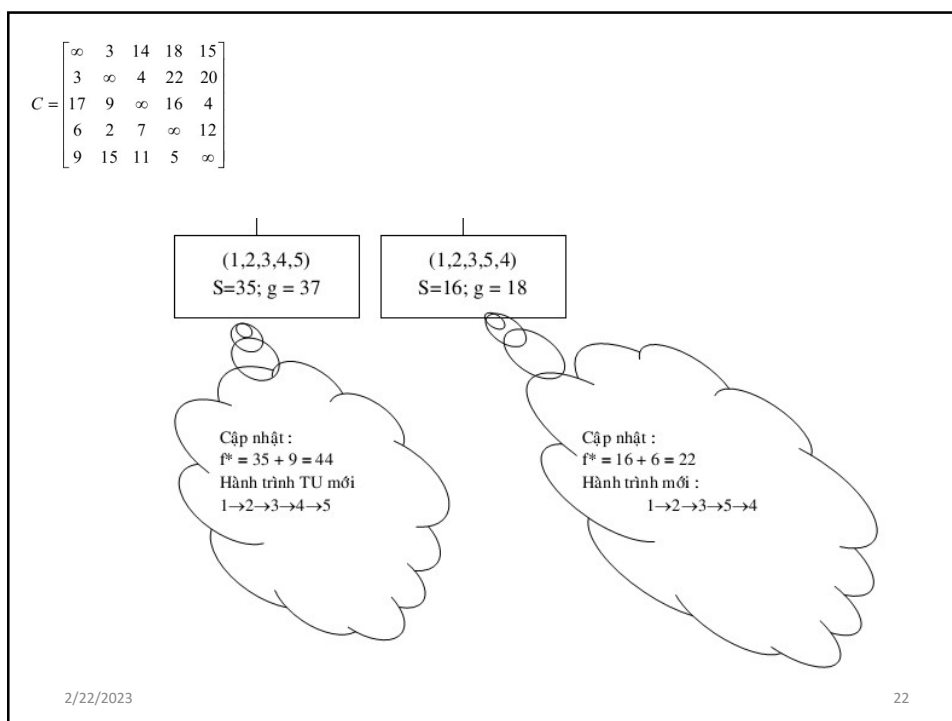 ∞ 3 14 18 15
3 ∞ 4 22 20
C = 17 9 ∞ 16 4
6 2 7 ∞ 12
9 15 11 5 ∞
(1,2,3,4,5)
S=35; g = 37
(1,2,3,5,4)
S=16; g = 18
Cập nhật :
f* = 35 + 9 = 44
Hành trình TU mới
1→2→3→4→5
Cập nhật :
f* = 16 + 6 = 22
Hành trình mới :
1→2→3→5→4
2/22/2023
22